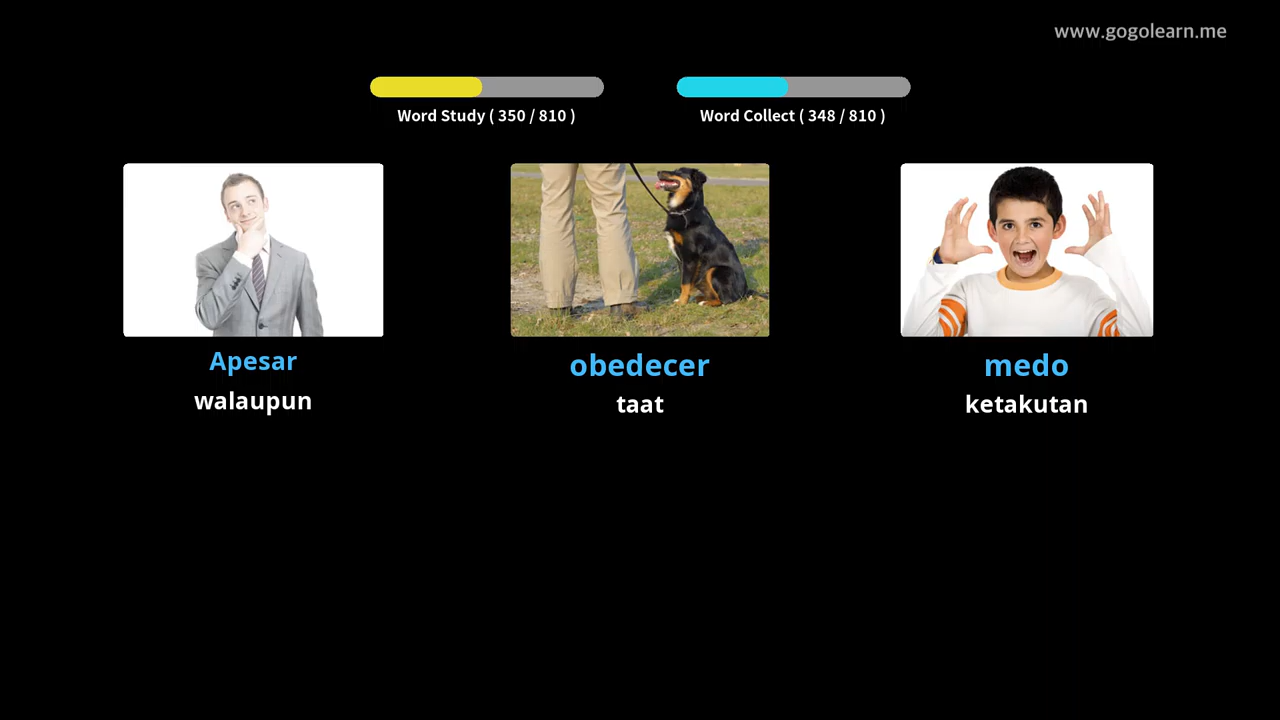 www.gogolearn.me
Word Study ( 350 / 810 )
Word Collect ( 348 / 810 )
Apesar
walaupun
obedecer
taat
medo
ketakutan